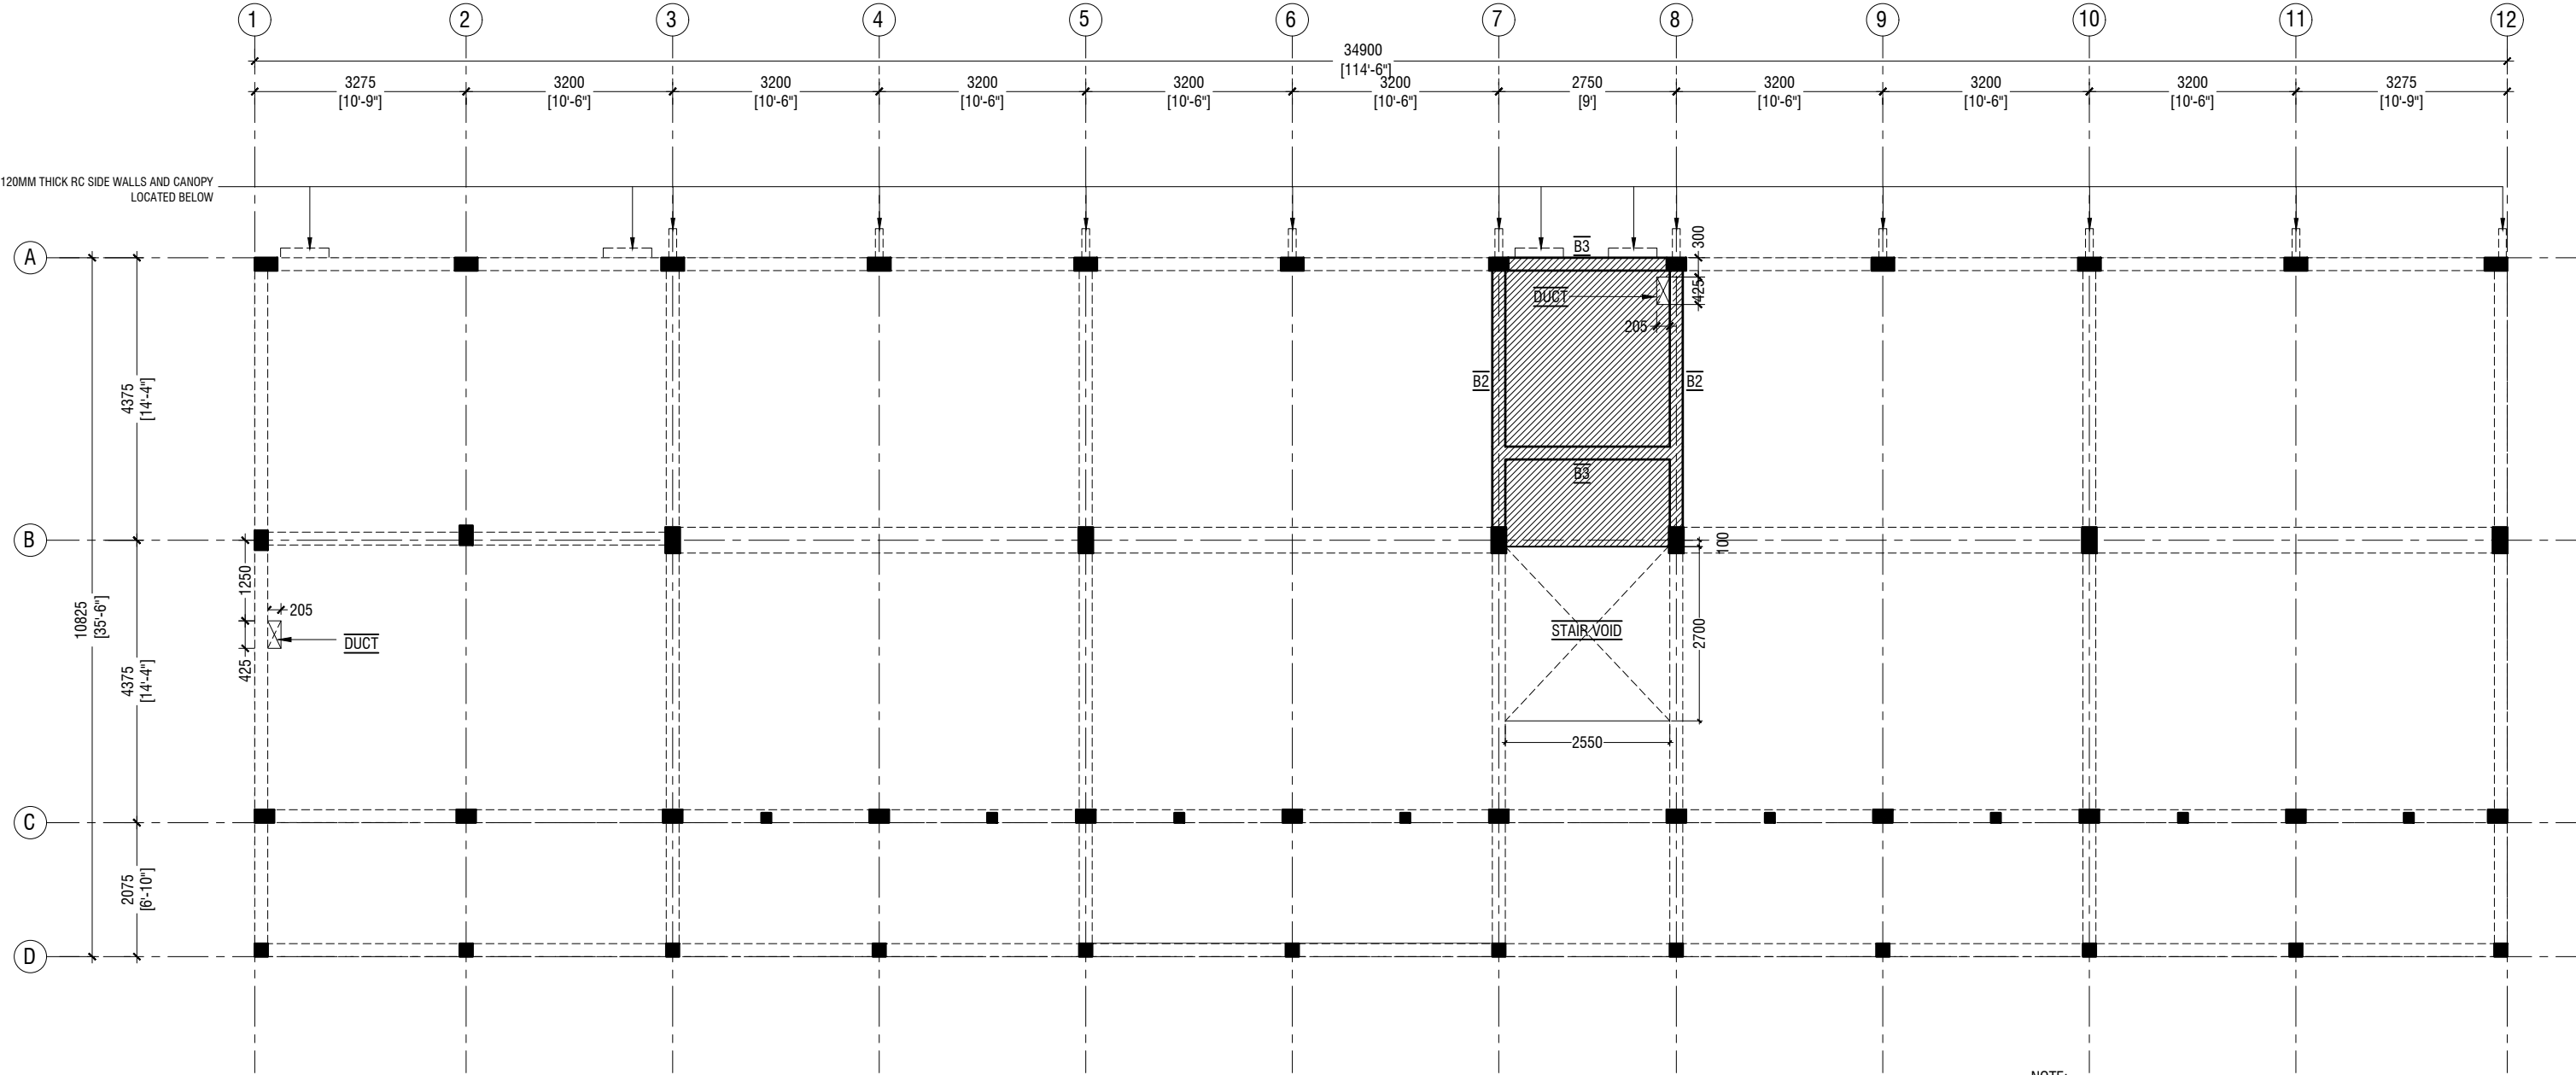 1 2 3 4 5 6 7 8 9 10 11 12
34900
[114'-6"]
3275 3200 3200 3200 3200 3200 2750 3200 3200 3200 3275
[10'-9"] [10'-6"] [10'-6"] [10'-6"] [10'-6"] [10'-6"] [9'] [10'-6"] [10'-6"] [10'-6"] [10'-9"]
120MM THICK RC SIDE WALLS AND CANOPY
LOCATED BELOW
A
B3
300
DUCT
425
205
4375
[14'-4"]
B2
B2
B3
B
100
1250
205
10825
[35'-6"]
STAIR VOID
2700
DUCT
425
4375
[14'-4"]
2550
C
2075
[6'-10"]
D
NOTE: